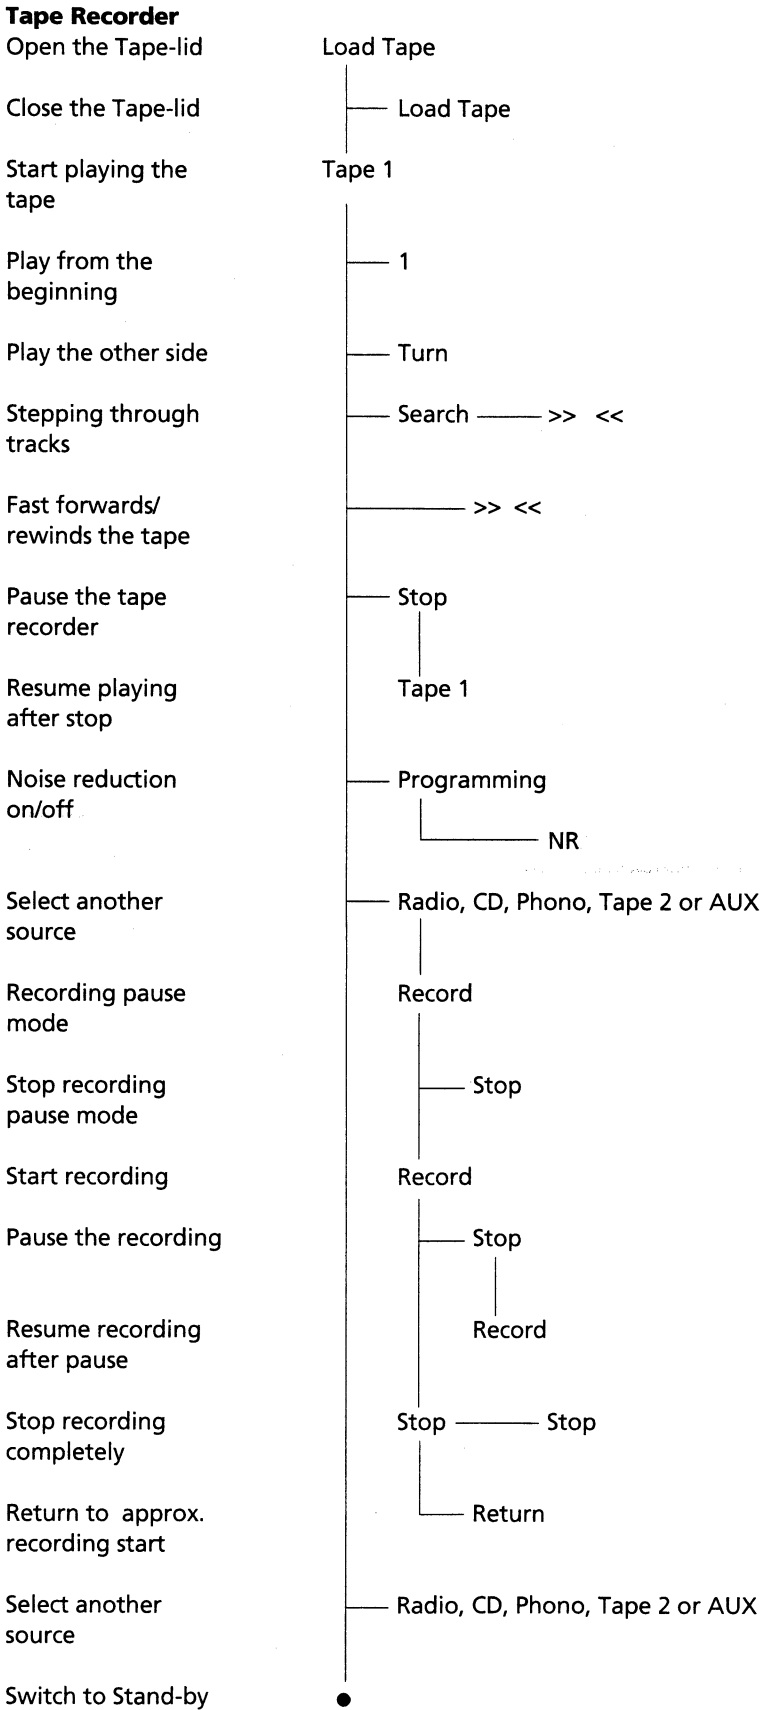 Tape Recorder
Open the Tape-lid Load Tape
Close the Tape-lid Load Tape
Start playing the Tape 1
tape
Play from the 1
beginning
Play the other side Turn
Stepping through Search >> <<
tracks
Fast forwards/ >> <<
rewinds the tape
Pause the tape Stop
recorder
Resume playing Tape 1
after stop
Noise reduction Programming
on/off
NR
Select another Radio, CD, Phono, Tape 2 or AUX
source
Recording pause Record
mode
Stop recording Stop
pause mode
Start recording Record
Pause the recording Stop
Resume recording Record
after pause
Stop recording Stop Stop
completely
Return to approx. Return
recording start
Select another Radio, CD, Phono, Tape 2 or AUX
source
Switch to Stand-by